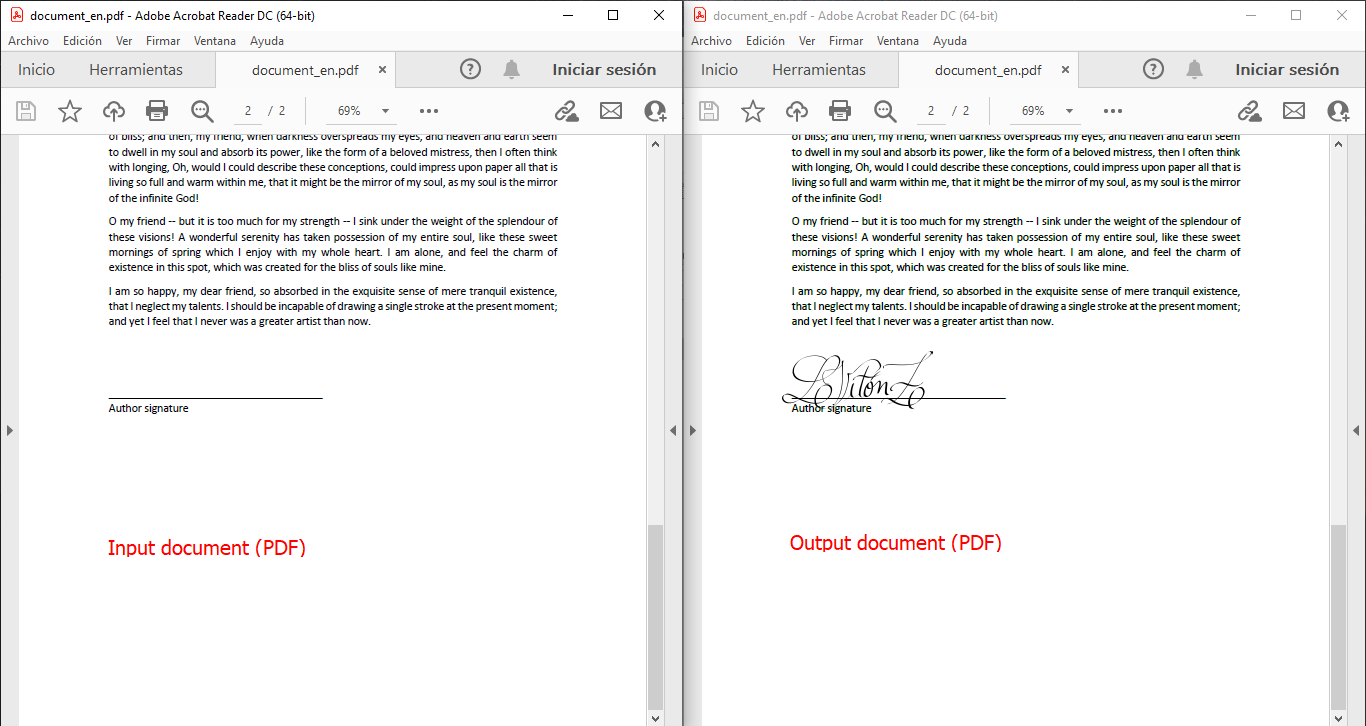 document_en.pdf - Adobe Acrobat Reader DC (64-bit)
Archivo Edición Ver Firmar Ventana Ayuda
Inicio Herramientas document_en.pdf × ? Iniciar sesión
2 / 2 69%
of bliss; and then, my friend, when darkness overspreads my eyes, and heaven and earth seem
to dwell in my soul and absorb its power, like the form of a beloved mistress, then I often think
with longing, Oh, would I could describe these conceptions, could impress upon paper all that is
living so full and warm within me, that it might be the mirror of my soul, as my soul is the mirror
of the infinite God!
O my friend -- but it is too much for my strength -- I sink under the weight of the splendour of
these visions! A wonderful serenity has taken possession of my entire soul, like these sweet
mornings of spring which I enjoy with my whole heart. I am alone, and feel the charm of
existence in this spot, which was created for the bliss of souls like mine.
I am so happy, my dear friend, so absorbed in the exquisite sense of mere tranquil existence,
that I neglect my talents. I should be incapable of drawing a single stroke at the present moment;
and yet I feel that I never was a greater artist than now.
Author signature
Input document (PDF)
document_en.pdf - Adobe Acrobat Reader DC (64-bit)
Archivo Edición Ver Firmar Ventana Ayuda
Inicio Herramientas document_en.pdf × ? Iniciar sesión
2 / 2 69%
of bliss; and then, my friend, when darkness overspreads my eyes, and heaven and earth seem
to dwell in my soul and absorb its power, like the form of a beloved mistress, then I often think
with longing, Oh, would I could describe these conceptions, could impress upon paper all that is
living so full and warm within me, that it might be the mirror of my soul, as my soul is the mirror
of the infinite God!
O my friend -- but it is too much for my strength -- I sink under the weight of the splendour of
these visions! A wonderful serenity has taken possession of my entire soul, like these sweet
mornings of spring which I enjoy with my whole heart. I am alone, and feel the charm of
existence in this spot, which was created for the bliss of souls like mine.
I am so happy, my dear friend, so absorbed in the exquisite sense of mere tranquil existence,
that I neglect my talents. I should be incapable of drawing a single stroke at the present moment;
and yet I feel that I never was a greater artist than now.
Author signature
Output document (PDF)